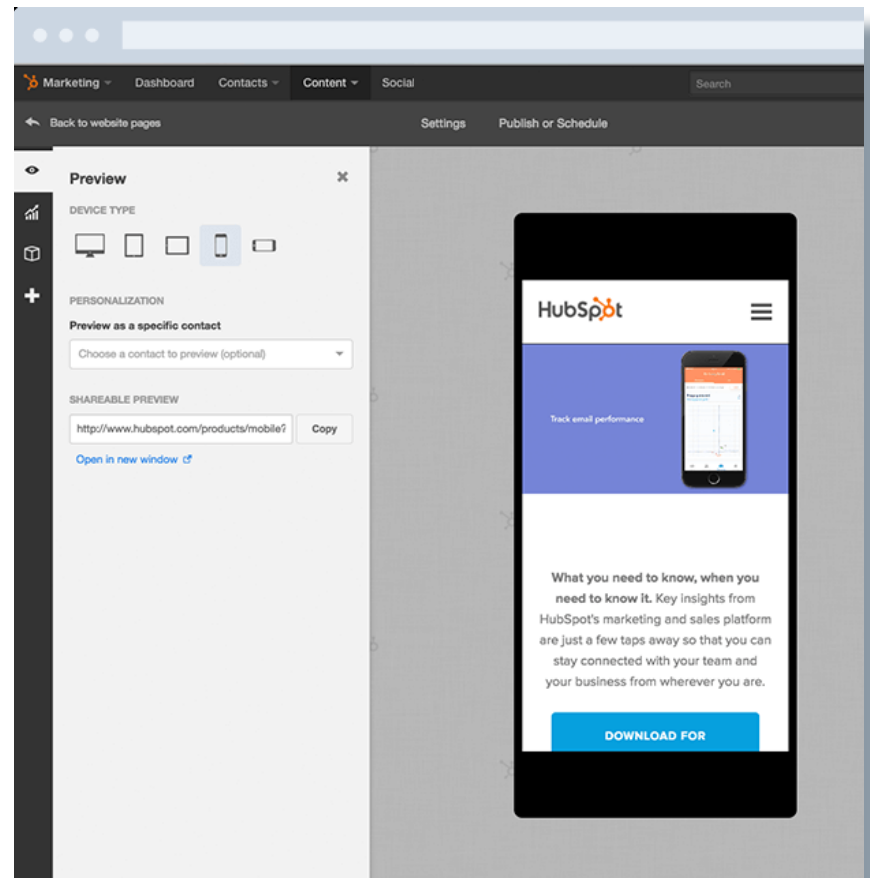 Marketing Dashboard Contacts Content Social Search
Back to website pages Settings Publish or Schedule
Preview
DEVICE TYPE
PERSONALIZATION
Preview as a specific contact
Choose a contact to preview (optional)
SHAREABLE PREVIEW
http://www.hubspot.com/products/mobile?
Copy
Open in new window
HubSpot
Track email performance
What you need to know, when you
need to know it. Key insights from
HubSpot's marketing and sales platform
are just a few taps away so that you can
stay connected with your team and
your business from wherever you are.
DOWNLOAD FOR